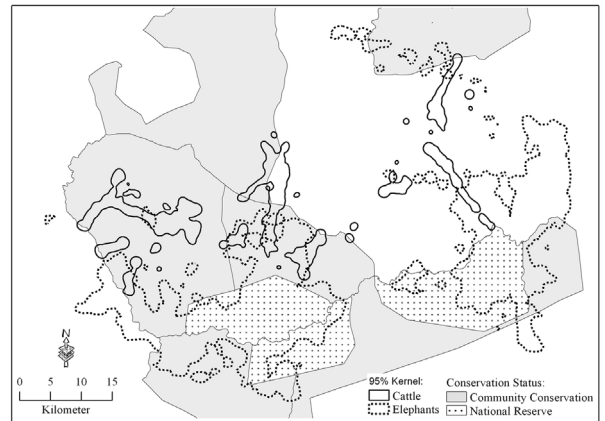 N
0 5 10 15
Kilometer
95% Kernel:
Cattle
Elephants
Conservation Status:
Community Conservation
National Reserve